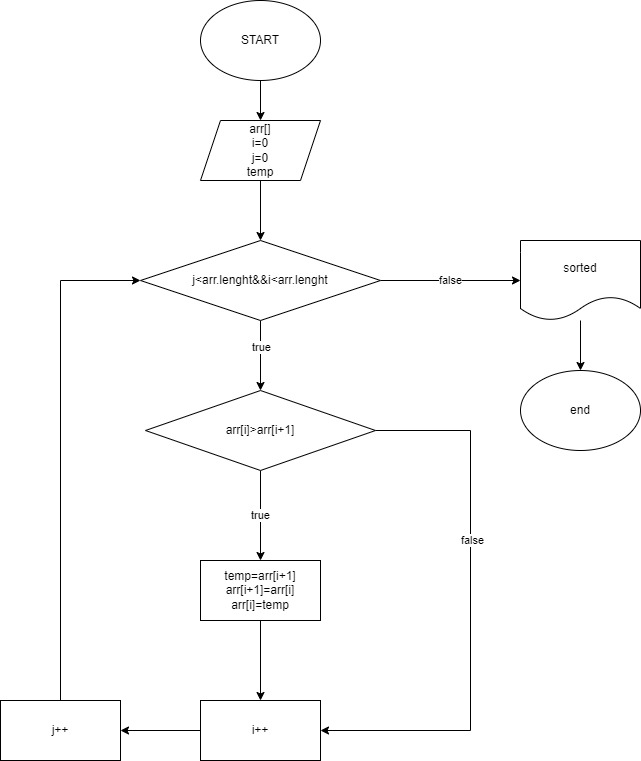 START
arr[]
i=0
j=0
temp
j<arr.lenght&&i<arr.lenght
false
sorted
true
end
arr[i]>arr[i+1]
true
false
temp=arr[i+1]
arr[i+1]=arr[i]
arr[i]=temp
j++
i++